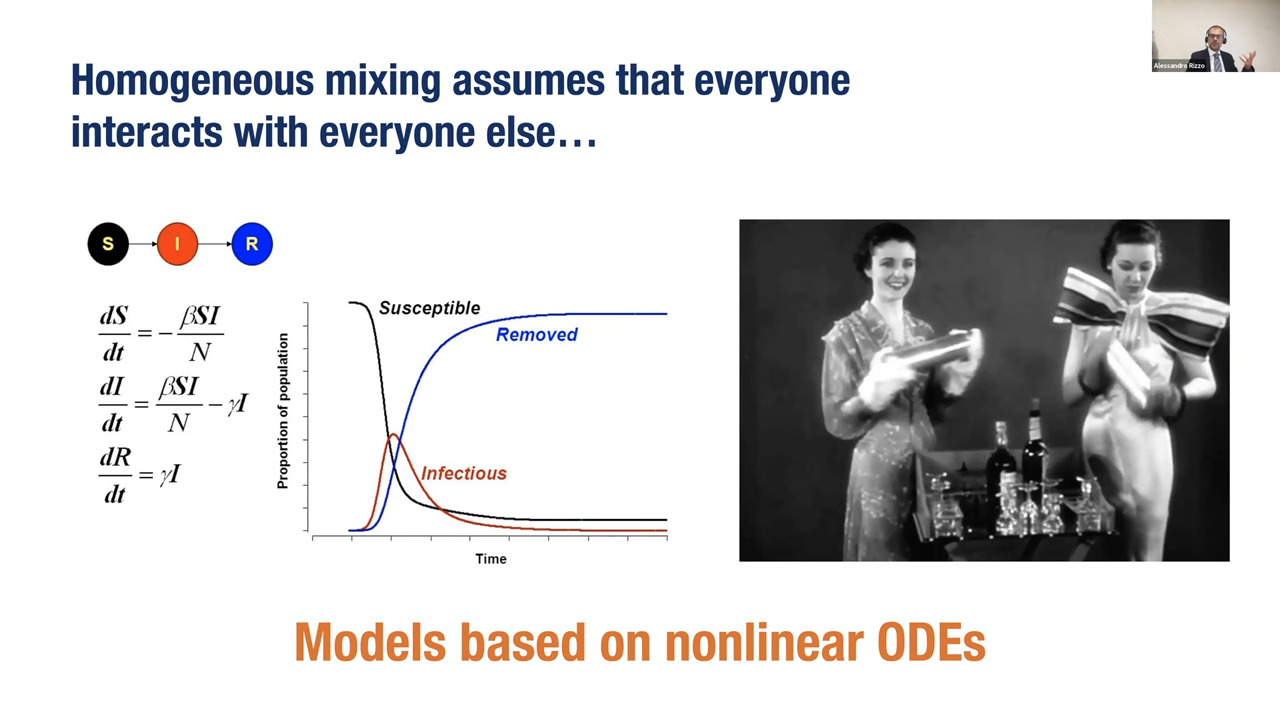 Homogeneous mixing assumes that everyone
interacts with everyone else…
Alessandro Rizzo
S I R
dS/dt = − βSI/N
dI/dt = βSI/N − γI
dR/dt = γI
Proportion of population
Susceptible
Removed
Infectious
Time
Models based on nonlinear ODEs